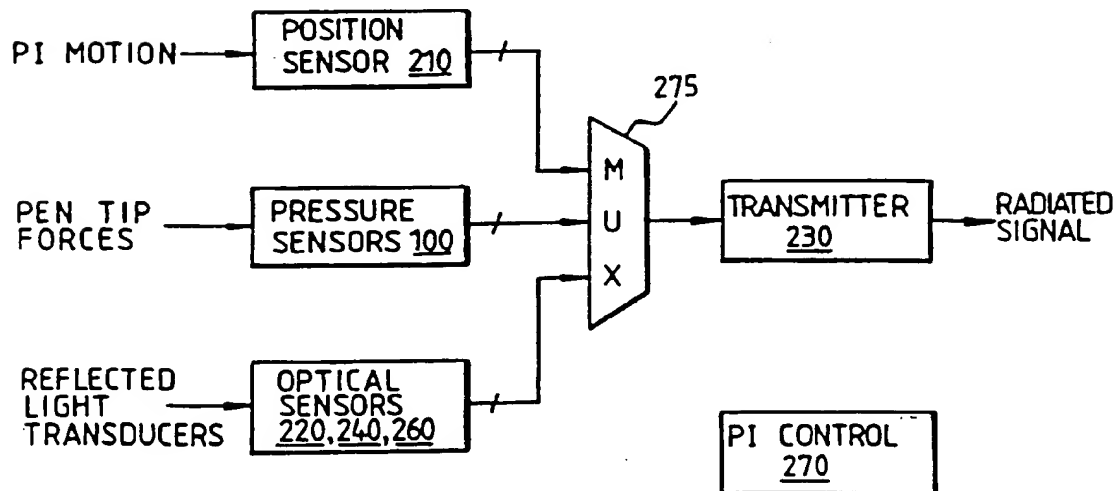 PI MOTION
POSITION
SENSOR 210
275
PEN TIP
FORCES
PRESSURE
SENSORS 100
M
U
X
TRANSMITTER
230
RADIATED
SIGNAL
REFLECTED
LIGHT
TRANSDUCERS
OPTICAL
SENSORS
220, 240, 260
PI CONTROL
270